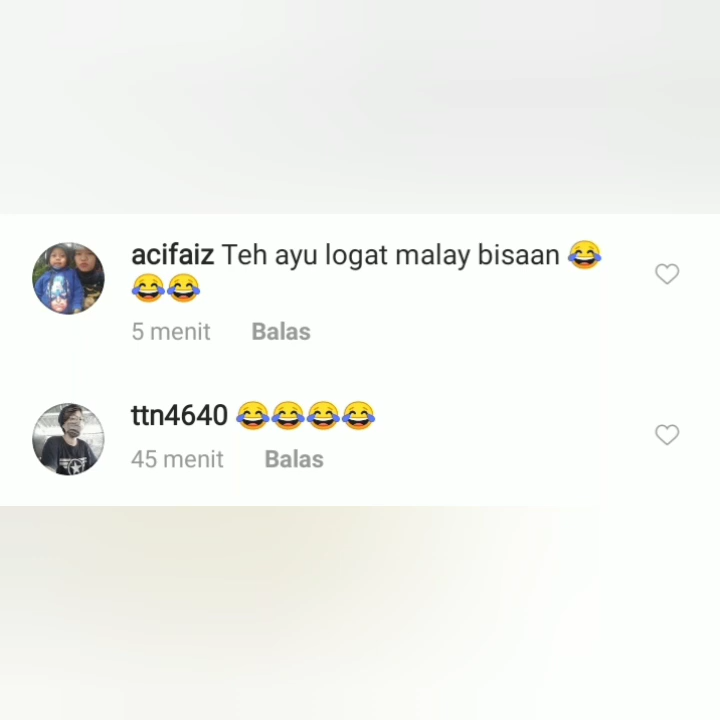 acifaiz Teh ayu logat malay bisaan 😂
😂😂
5 menit Balas
ttn4640 😂😂😂😂
45 menit Balas